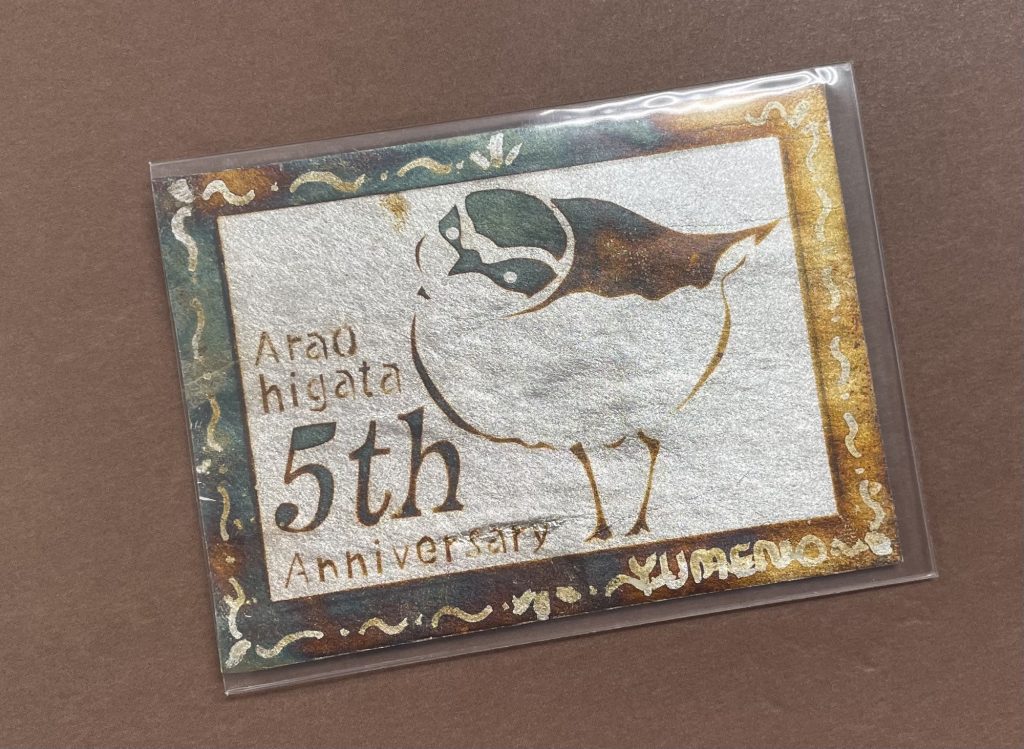 Arao
higata
5th
Anniversary
YUMENO